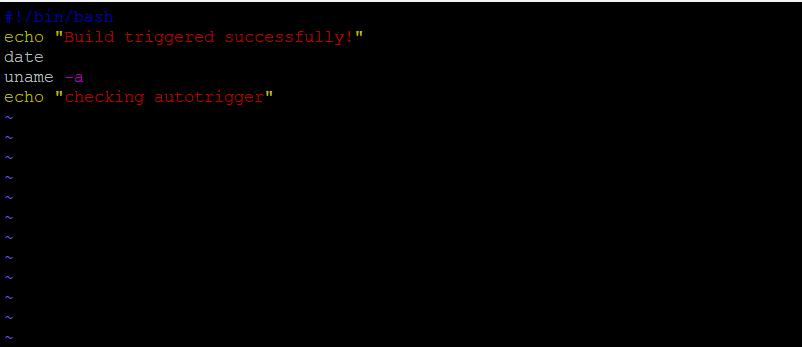 #!/bin/bash
echo "Build triggered successfully!"
date
uname -a
echo "checking autotrigger"
~
~
~
~
~
~
~
~
~
~
~
~